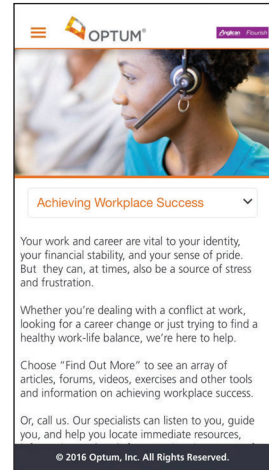 OPTUM®
Anglican Flourish
Achieving Workplace Success
Your work and career are vital to your identity,
your financial stability, and your sense of pride.
But they can, at times, also be a source of stress
and frustration.
Whether you’re dealing with a conflict at work,
looking for a career change or just trying to find a
healthy work-life balance, we’re here to help.
Choose “Find Out More” to see an array of
articles, forums, videos, exercises and other tools
and information on achieving workplace success.
Or, call us. Our specialists can listen to you, guide
you, and help you locate immediate resources,
© 2016 Optum, Inc. All Rights Reserved.